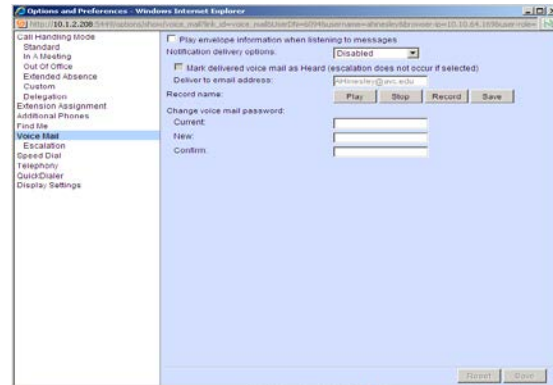 Options and Preferences - Windows Internet Explorer
Call Handling Mode
Standard
In A Meeting
Out Of Office
Extended Absence
Custom
Delegation
Extension Assignment
Additional Phones
Find Me
Voice Mail
Escalation
Speed Dial
Telephony
QuickDialer
Display Settings
Play envelope information when listening to messages
Notification delivery options: Disabled
Mark delivered voice mail as Heard (escalation does not occur if selected)
Deliver to email address:
Record name: Play Stop Record Save
Change voice mail password:
Current:
New:
Confirm:
Reset Save